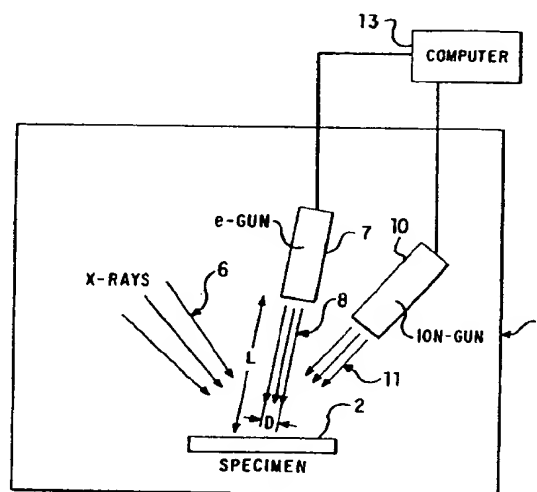 13
COMPUTER
e-GUN
7
10
X-RAYS
6
8
ION-GUN
L
11
D
2
SPECIMEN